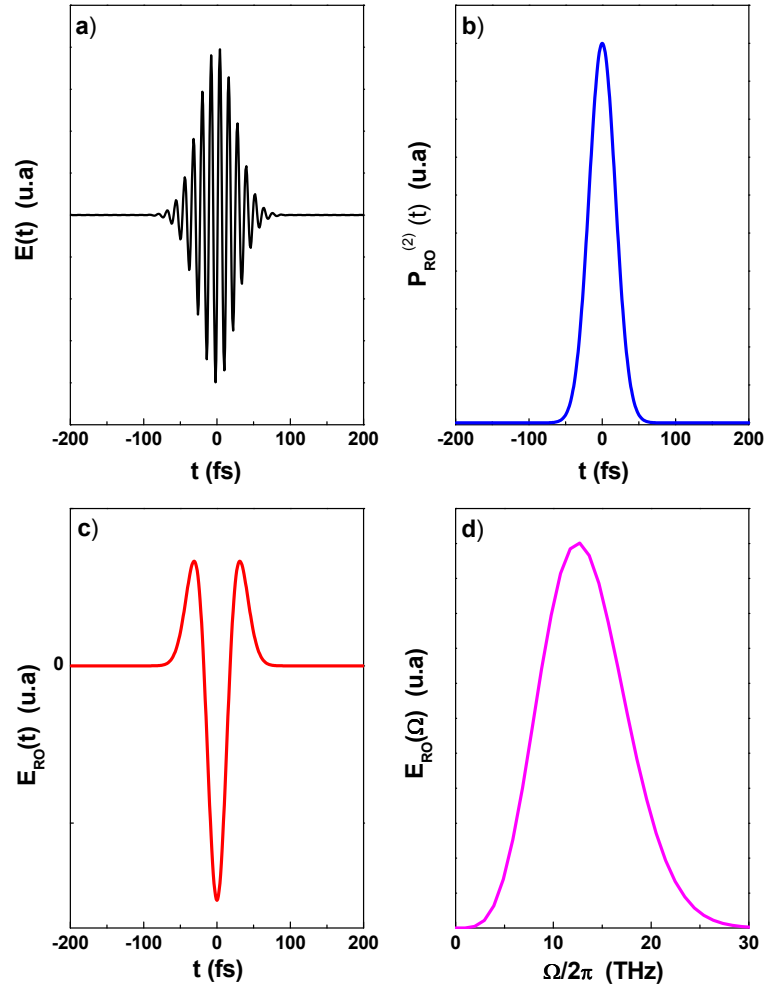 a)
E(t) (u.a)
-200 -100 0 100 200
t (fs)
b)
P_RO^(2) (t) (u.a)
-200 -100 0 100 200
t (fs)
c)
0
E_RO(t) (u.a)
-200 -100 0 100 200
t (fs)
d)
E_RO(Ω) (u.a)
0 10 20 30
Ω/2π (THz)